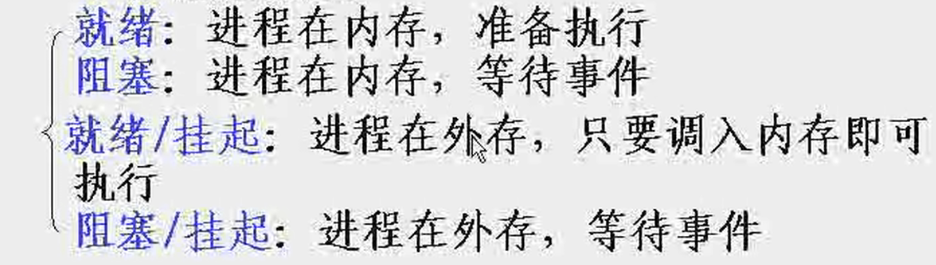 就绪：进程在内存，准备执行
阻塞：进程在内存，等待事件
就绪/挂起：进程在外存，只要调入内存即可
执行
阻塞/挂起：进程在外存，等待事件